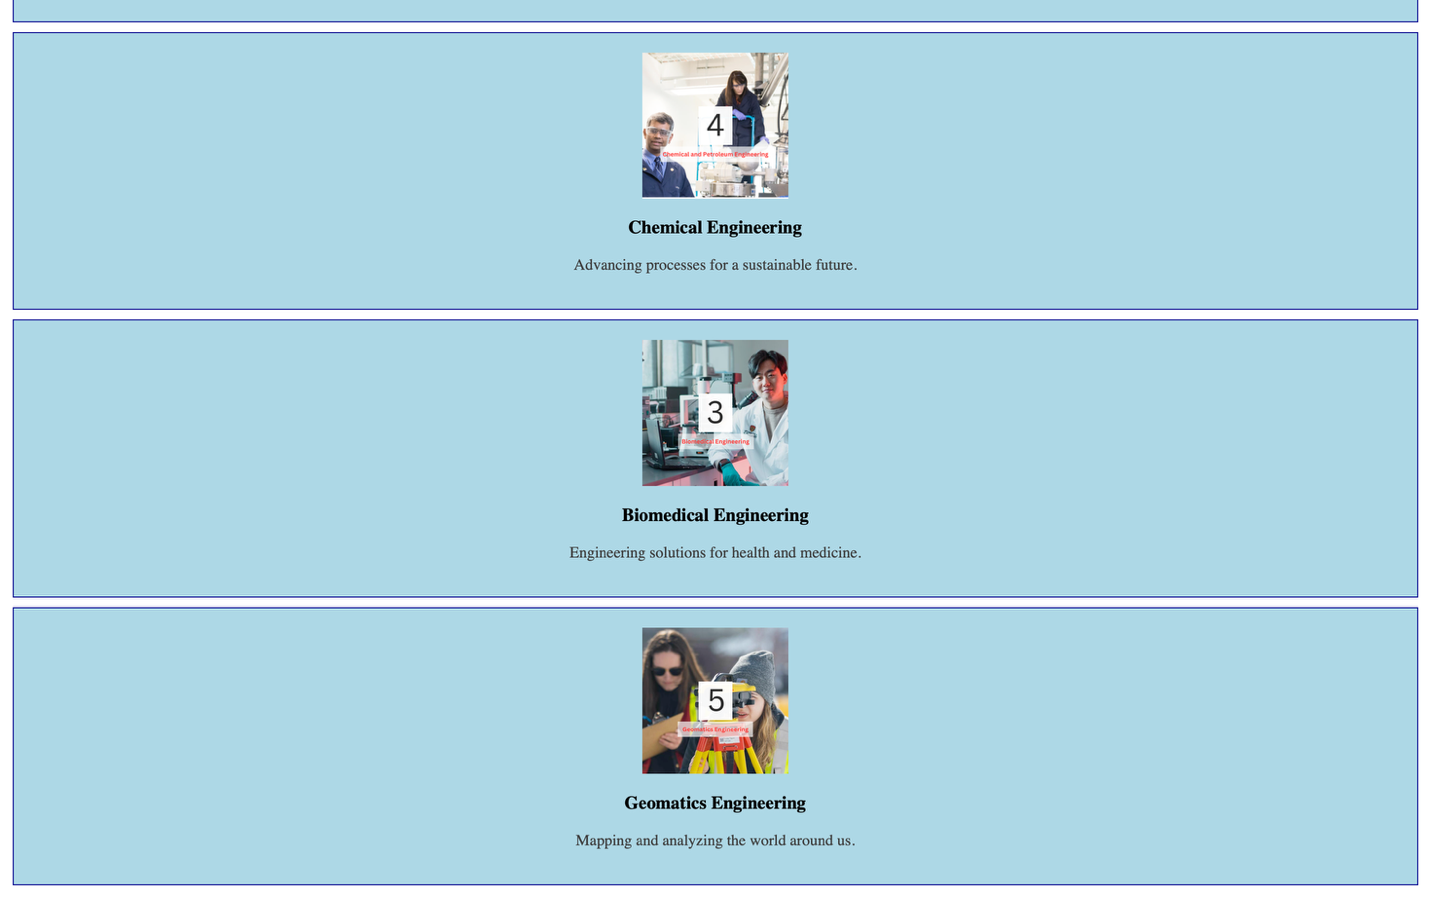 4
Chemical and Petroleum Engineering
Chemical Engineering
Advancing processes for a sustainable future.
3
Biomedical Engineering
Biomedical Engineering
Engineering solutions for health and medicine.
5
Geomatics Engineering
Geomatics Engineering
Mapping and analyzing the world around us.